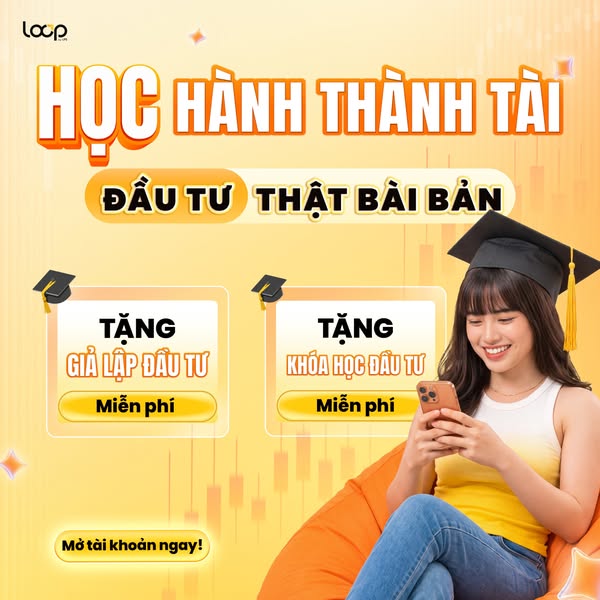 loop
HỌC HÀNH THÀNH TÀI
ĐẦU TƯ THẬT BÀI BẢN
TẶNG
GIẢ LẬP ĐẦU TƯ
Miễn phí
TẶNG
KHÓA HỌC ĐẦU TƯ
Miễn phí
Mở tài khoản ngay!